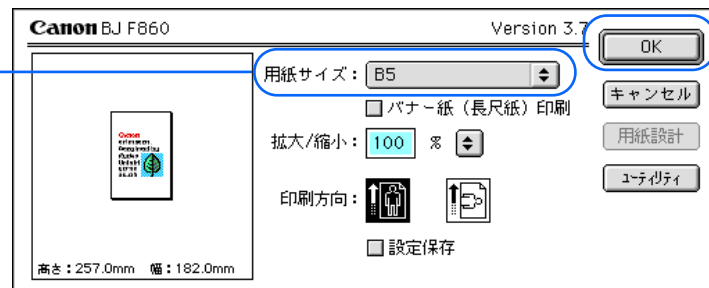 Canon BJ F860
Version 3.7
用紙サイズ：
B5
OK
バナー紙（長尺紙）印刷
キャンセル
拡大/縮小：
100
%
用紙設計
印刷方向：
ユーティリティ
設定保存
Canon
高さ：257.0mm 幅：182.0mm